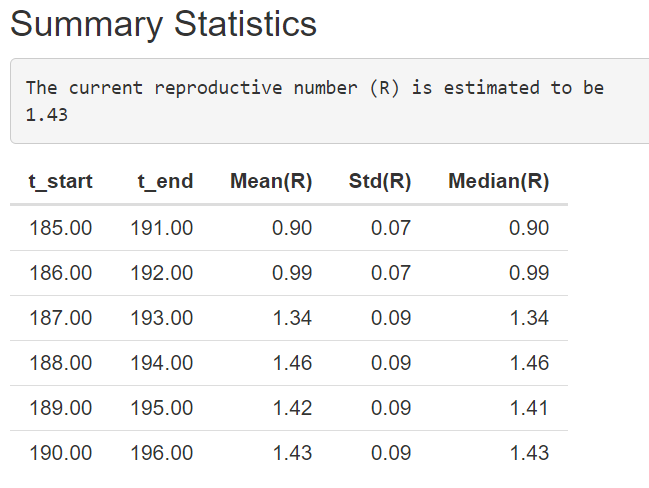 Summary Statistics
The current reproductive number (R) is estimated to be
1.43
t_start t_end Mean(R) Std(R) Median(R)
185.00 191.00 0.90 0.07 0.90
186.00 192.00 0.99 0.07 0.99
187.00 193.00 1.34 0.09 1.34
188.00 194.00 1.46 0.09 1.46
189.00 195.00 1.42 0.09 1.41
190.00 196.00 1.43 0.09 1.43